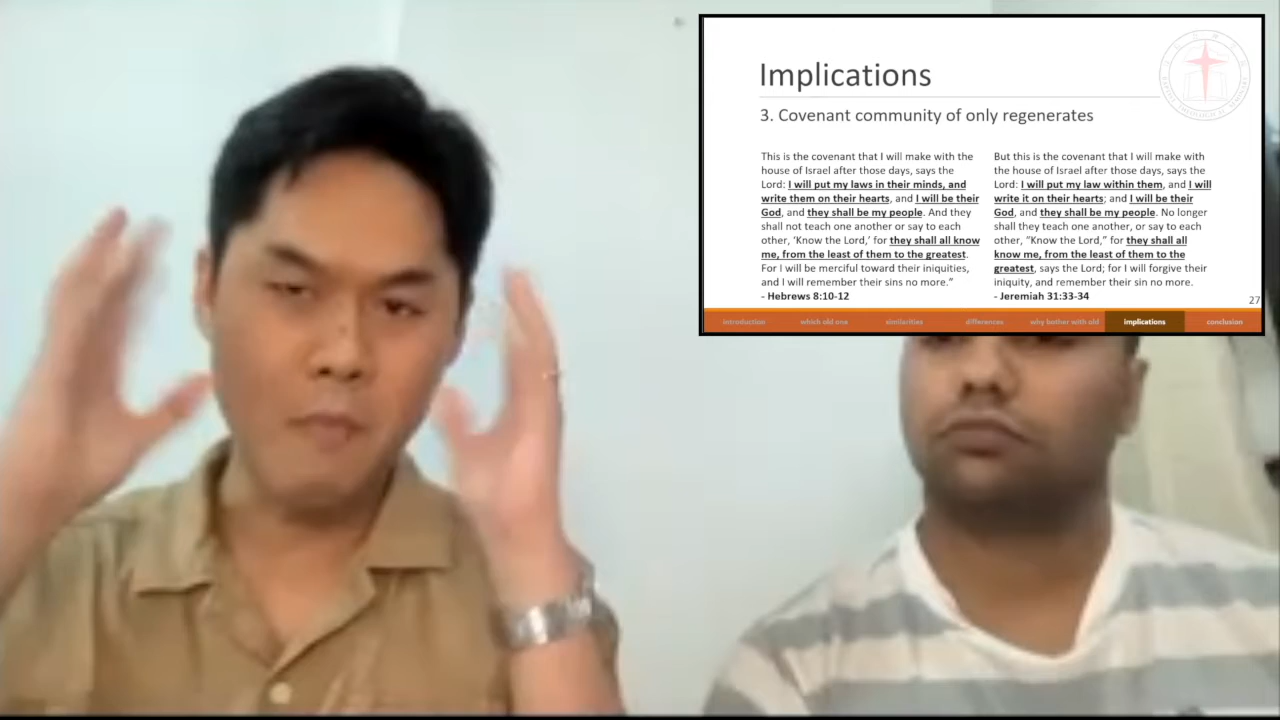 Implications
3. Covenant community of only regenerates
This is the covenant that I will make with the
house of Israel after those days, says the
Lord: I will put my laws in their minds, and
write them on their hearts, and I will be their
God, and they shall be my people. And they
shall not teach one another or say to each
other, ‘Know the Lord,’ for they shall all know
me, from the least of them to the greatest.
For I will be merciful toward their iniquities,
and I will remember their sins no more.”
- Hebrews 8:10-12
But this is the covenant that I will make with
the house of Israel after those days, says the
Lord: I will put my law within them, and I will
write it on their hearts; and I will be their
God, and they shall be my people. No longer
shall they teach one another, or say to each
other, “Know the Lord,” for they shall all
know me, from the least of them to the
greatest, says the Lord; for I will forgive their
iniquity, and remember their sin no more.
- Jeremiah 31:33-34
27
introduction
which old one
similarities
differences
why bother with old
implications
conclusion